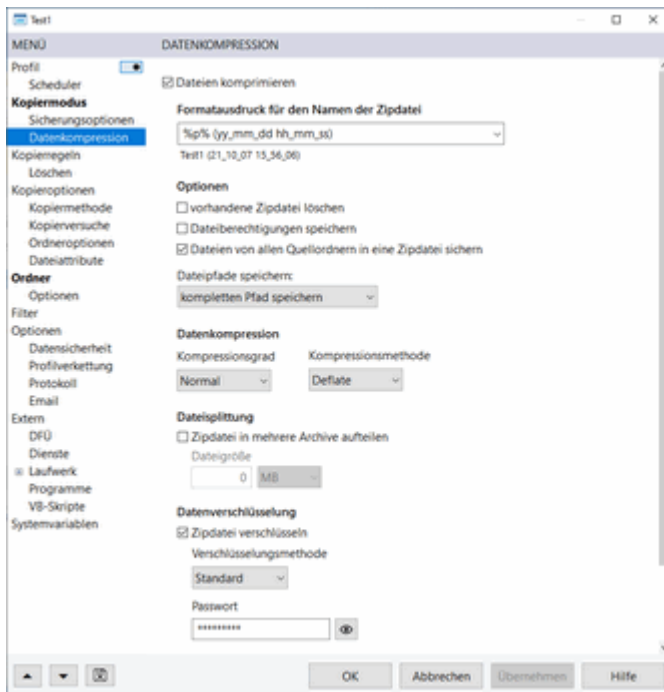 Test1
MENÜ
DATENKOMPRESSION
Profil
Scheduler
Kopiermodus
Sicherungsoptionen
Datenkompression
Kopierregeln
Löschen
Kopieroptionen
Kopiermethode
Kopierversuche
Ordneroptionen
Dateiattribute
Ordner
Optionen
Filter
Optionen
Datensicherheit
Profilverkettung
Protokoll
Email
Extern
DFÜ
Dienste
Laufwerk
Programme
VB-Skripte
Systemvariablen
Dateien komprimieren
Formatausdruck für den Namen der Zipdatei
%p% (yy_mm_dd hh_mm_ss)
Test1 (21_10_07 15_56_06)
Optionen
vorhandene Zipdatei löschen
Dateiberechtigungen speichern
Dateien von allen Quellordnern in eine Zipdatei sichern
Dateipfade speichern:
kompletten Pfad speichern
Datenkompression
Kompressionsgrad Kompressionsmethode
Normal Deflate
Dateisplittung
Zipdatei in mehrere Archive aufteilen
Dateigröße
0 MB
Datenverschlüsselung
Zipdatei verschlüsseln
Verschlüsselungsmethode
Standard
Passwort
*********
OK Abbrechen Übernehmen Hilfe